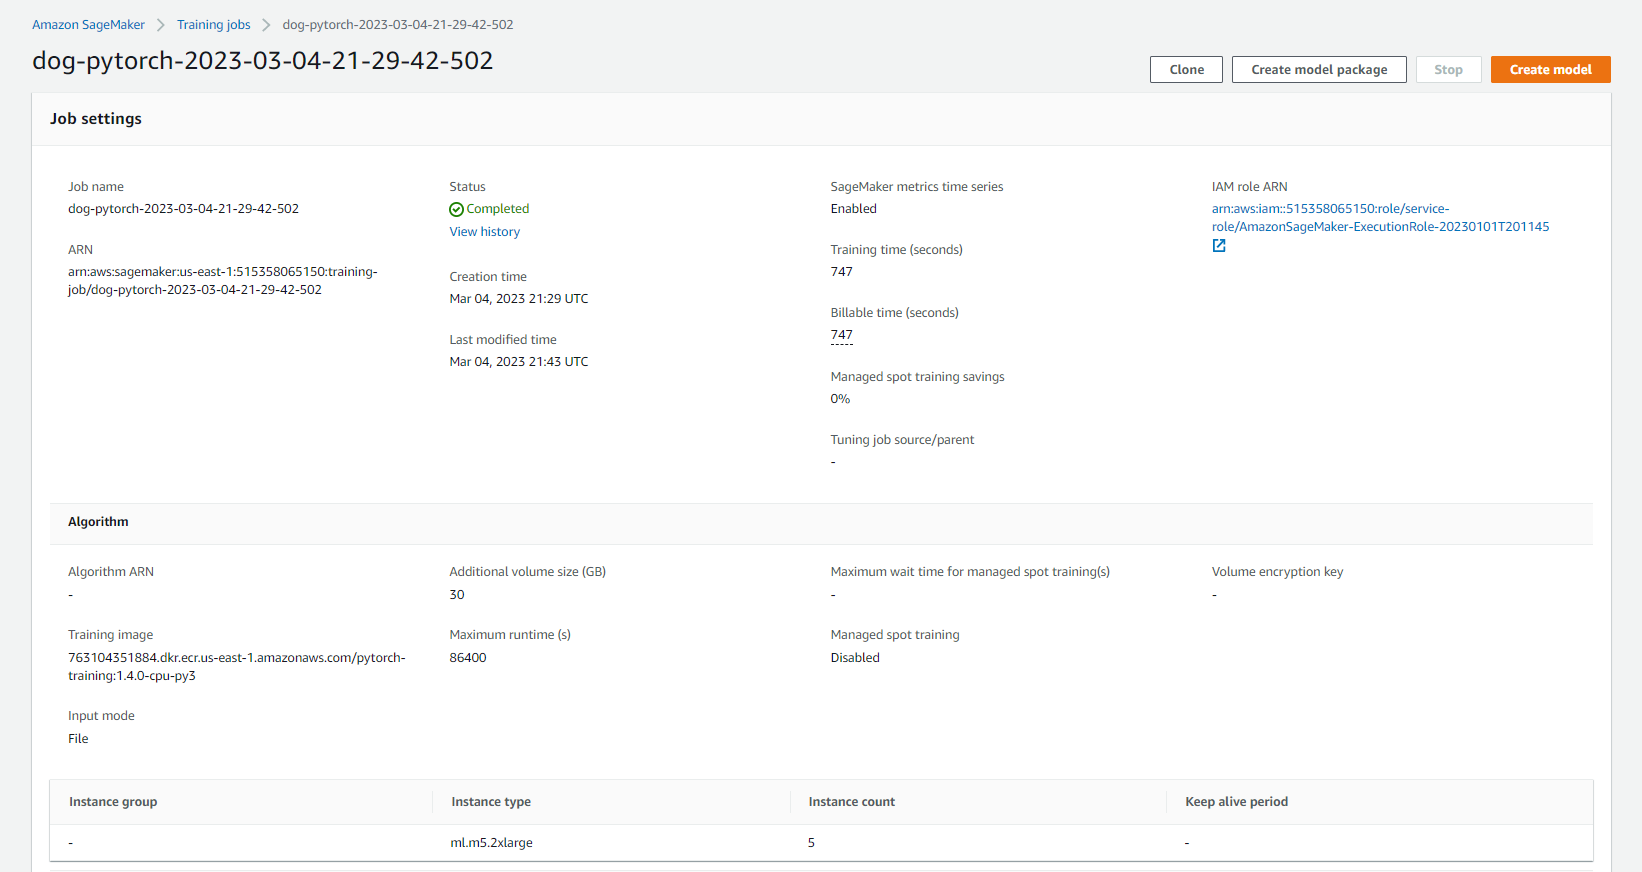 Amazon SageMaker > Training jobs > dog-pytorch-2023-03-04-21-29-42-502
dog-pytorch-2023-03-04-21-29-42-502
Clone
Create model package
Stop
Create model
Job settings
Job name
dog-pytorch-2023-03-04-21-29-42-502
ARN
arn:aws:sagemaker:us-east-1:515358065150:training-
job/dog-pytorch-2023-03-04-21-29-42-502
Status
Completed
View history
Creation time
Mar 04, 2023 21:29 UTC
Last modified time
Mar 04, 2023 21:43 UTC
SageMaker metrics time series
Enabled
Training time (seconds)
747
Billable time (seconds)
747
Managed spot training savings
0%
Tuning job source/parent
-
IAM role ARN
arn:aws:iam::515358065150:role/service-
role/AmazonSageMaker-ExecutionRole-20230101T201145
Algorithm
Algorithm ARN
-
Training image
763104351884.dkr.ecr.us-east-1.amazonaws.com/pytorch-
training:1.4.0-cpu-py3
Input mode
File
Additional volume size (GB)
30
Maximum runtime (s)
86400
Maximum wait time for managed spot training(s)
-
Managed spot training
Disabled
Volume encryption key
-
Instance group Instance type Instance count Keep alive period
- ml.m5.2xlarge 5 -